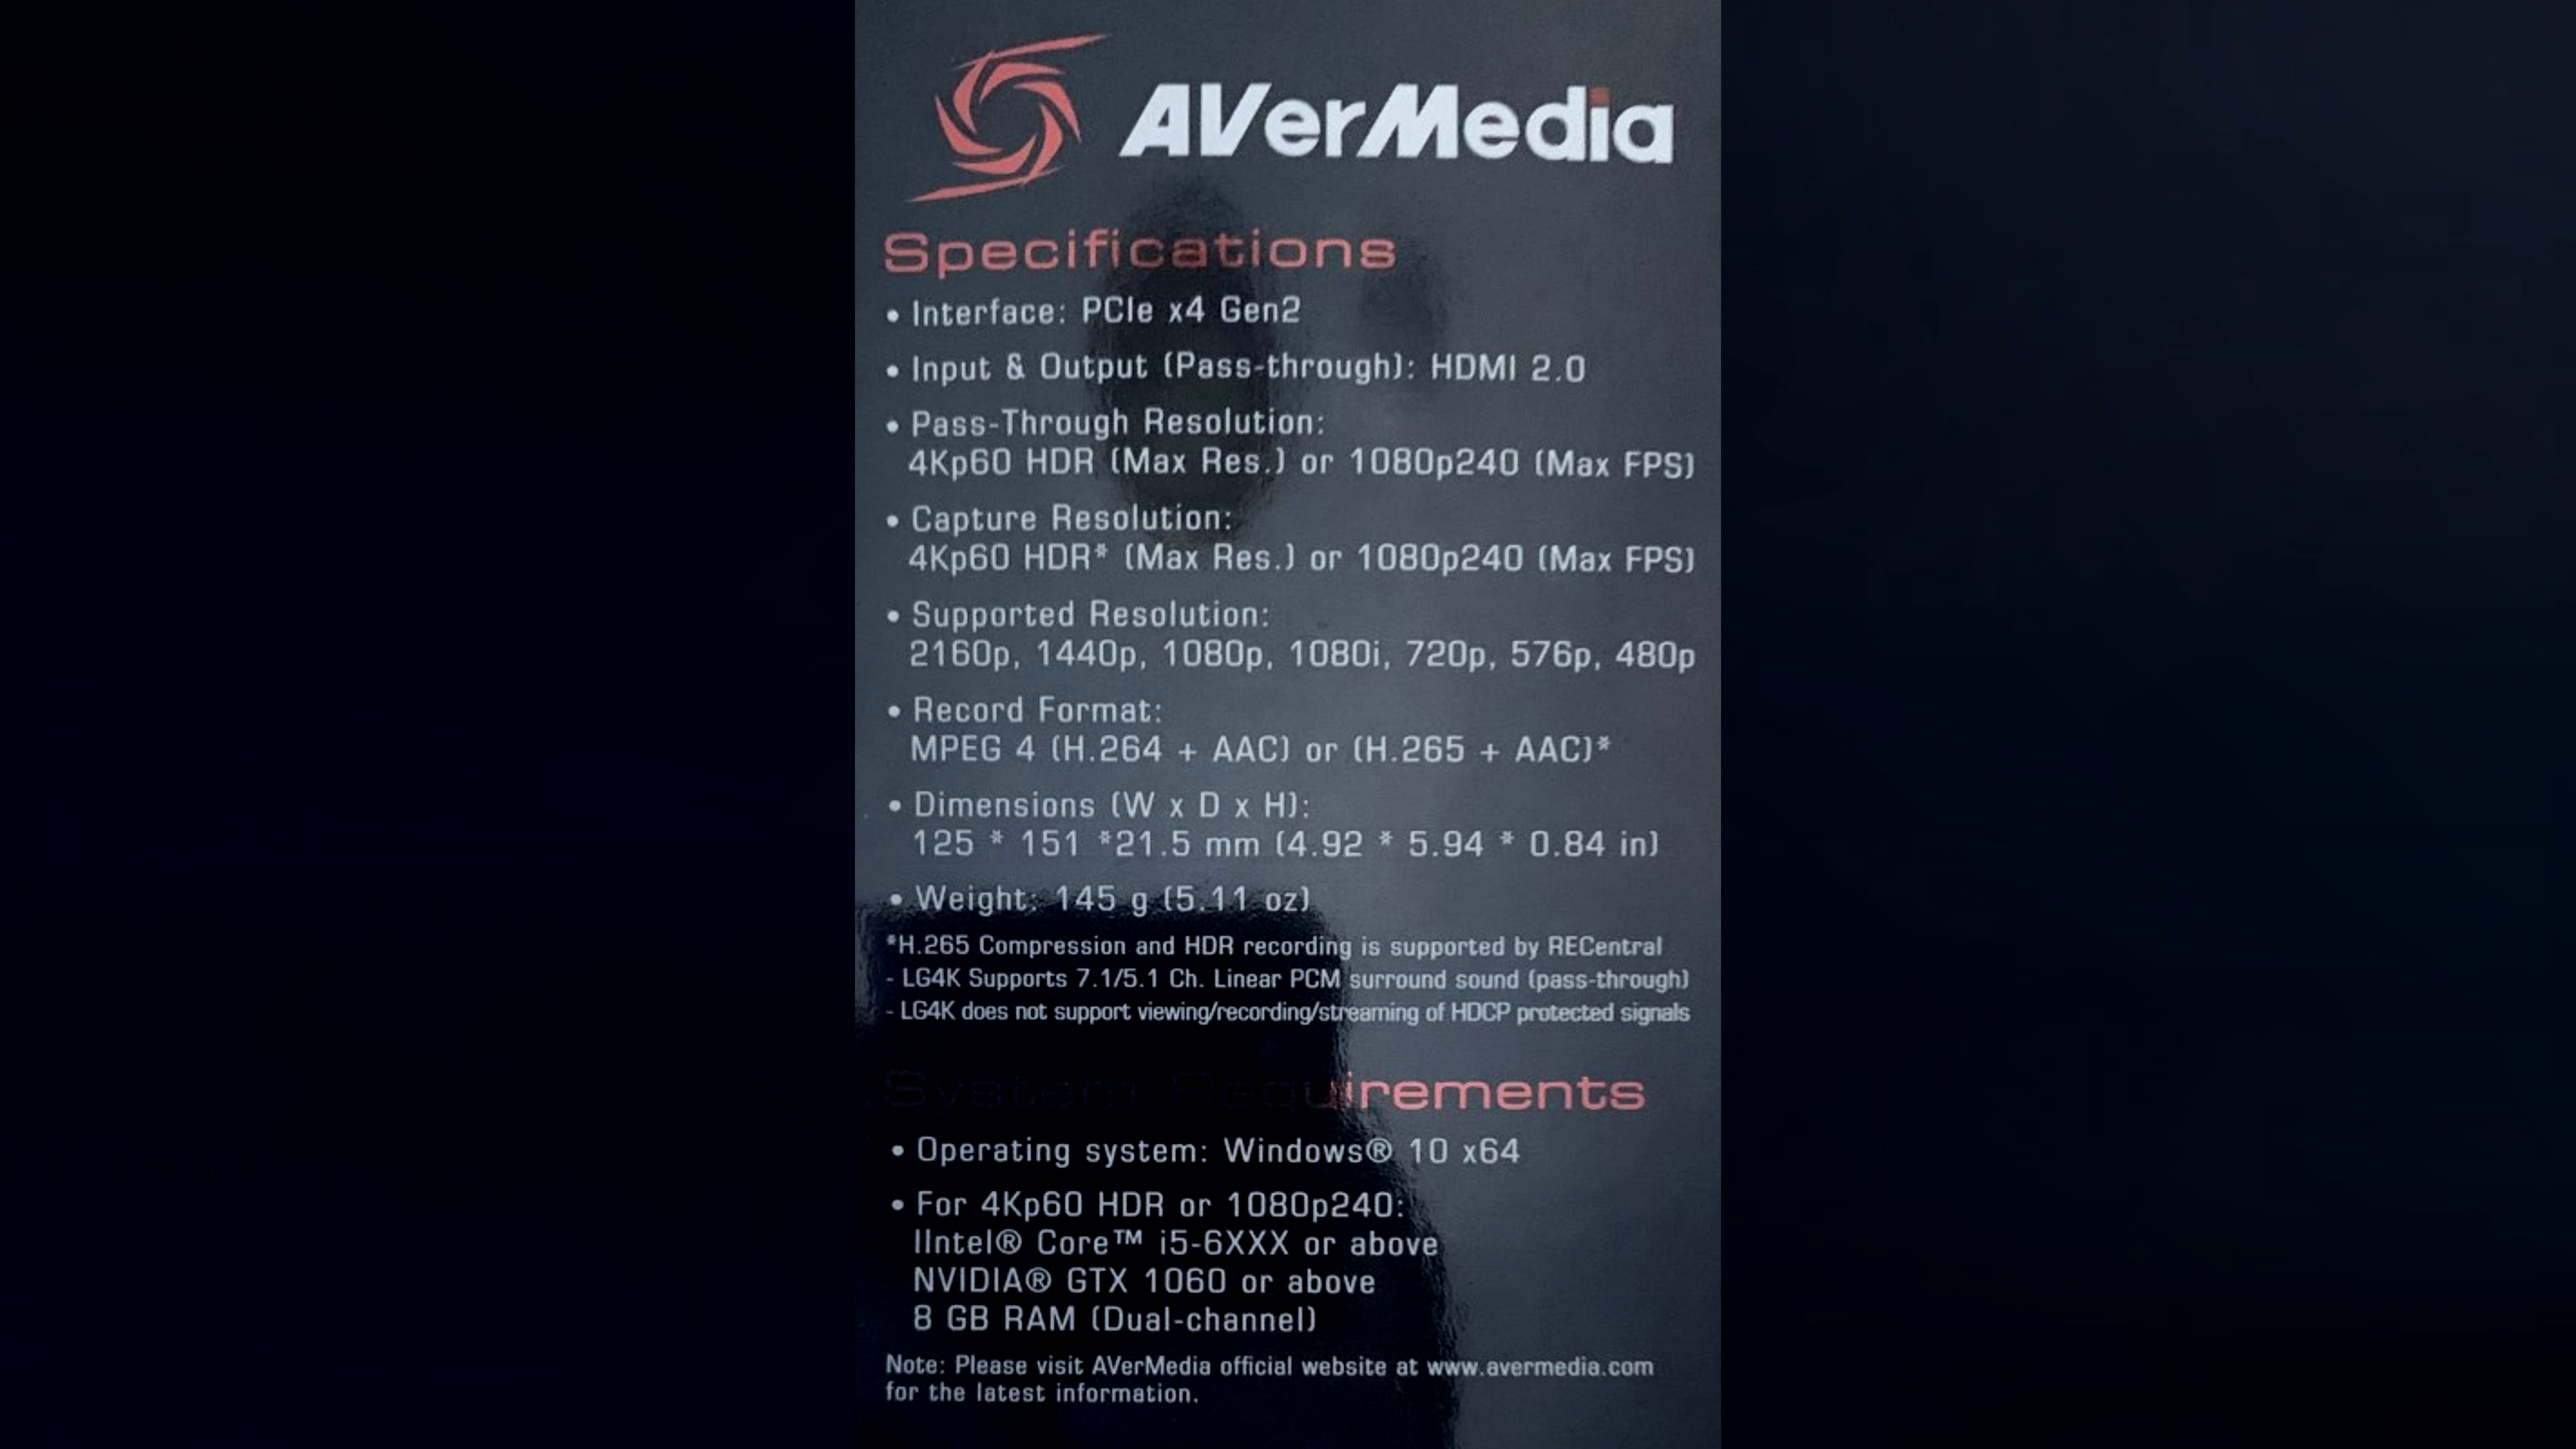 AVerMedia
Specifications
• Interface: PCIe x4 Gen2
• Input & Output (Pass-through): HDMI 2.0
• Pass-Through Resolution:
4Kp60 HDR (Max Res.) or 1080p240 (Max FPS)
• Capture Resolution:
4Kp60 HDR* (Max Res.) or 1080p240 (Max FPS)
• Supported Resolution:
2160p, 1440p, 1080p, 1080i, 720p, 576p, 480p
• Record Format:
MPEG 4 (H.264 + AAC) or (H.265 + AAC)*
• Dimensions (W x D x H):
125 * 151 *21.5 mm (4.92 * 5.94 * 0.84 in)
• Weight: 145 g (5.11 oz)
*H.265 Compression and HDR recording is supported by RECentral
- LG4K Supports 7.1/5.1 Ch. Linear PCM surround sound (pass-through)
- LG4K does not support viewing/recording/streaming of HDCP protected signals
System Requirements
• Operating system: Windows® 10 x64
• For 4Kp60 HDR or 1080p240:
IIntel® Core™ i5-6XXX or above
NVIDIA® GTX 1060 or above
8 GB RAM (Dual-channel)
Note: Please visit AVerMedia official website at www.avermedia.com
for the latest information.